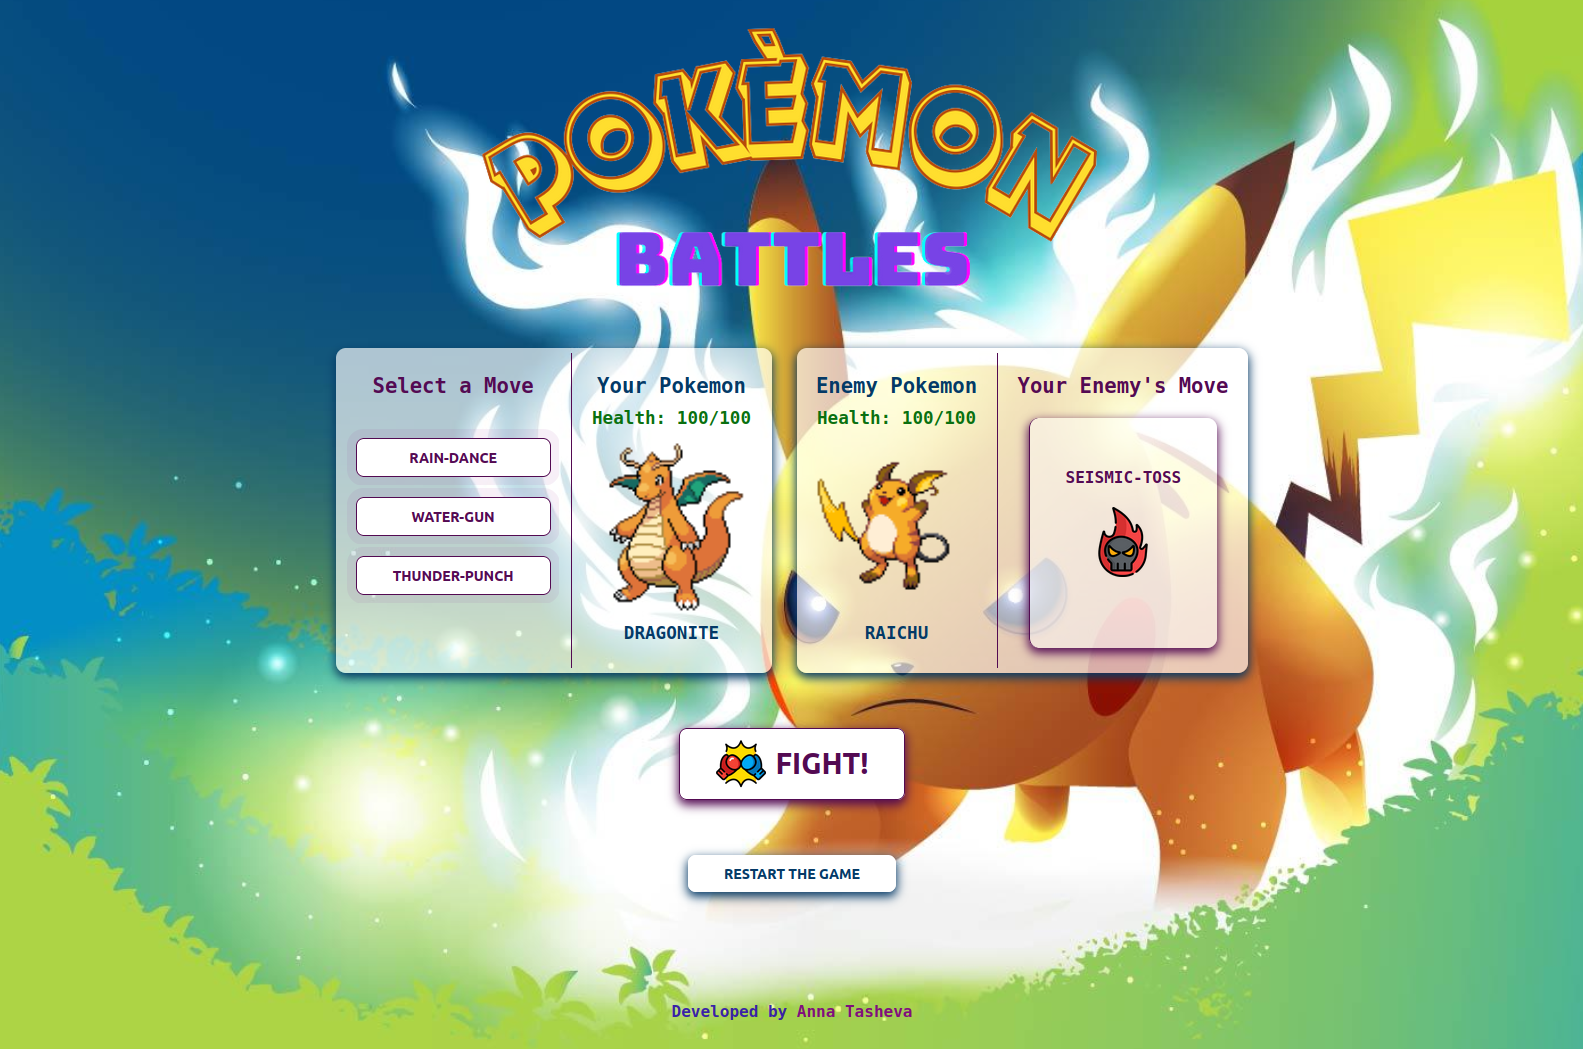 POKÈMON
BATTLES
Select a Move
RAIN-DANCE
WATER-GUN
THUNDER-PUNCH
Your Pokemon
Health: 100/100
DRAGONITE
Enemy Pokemon
Health: 100/100
RAICHU
Your Enemy's Move
SEISMIC-TOSS
FIGHT!
RESTART THE GAME
Developed by Anna Tasheva